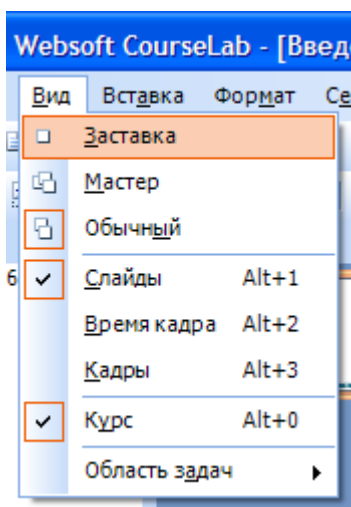 Websoft CourseLab - [Введ
Вид Вставка Формат Се
Заставка
Мастер
Обычный
6
Слайды Alt+1
Время кадра Alt+2
Кадры Alt+3
Курс Alt+0
Область задач